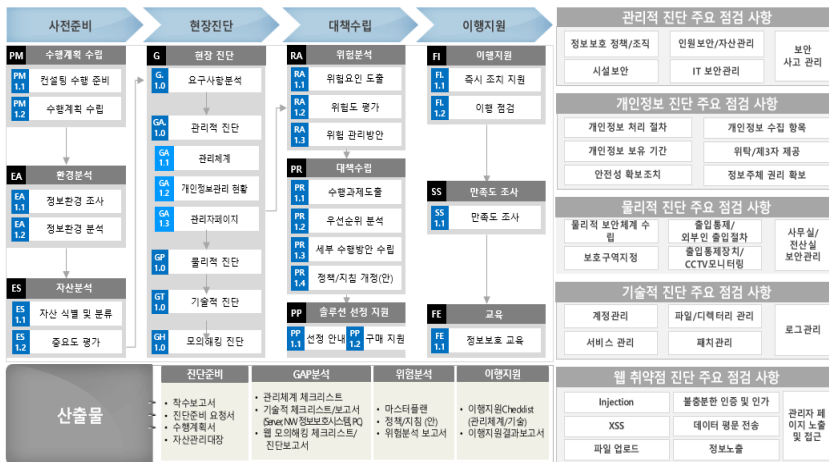 사전준비
현장진단
대책수립
이행지원
PM 수행계획 수립
PM 1.1 컨설팅 수행 준비
PM 1.2 수행계획 수립
EA 환경분석
EA 1.1 정보환경 조사
EA 1.2 정보환경 분석
ES 자산분석
ES 1.1 자산 식별 및 분류
ES 1.2 중요도 평가
G 현장 진단
G. 1.0 요구사항분석
GA. 1.0 관리적 진단
GA 1.1 관리체계
GA 1.2 개인정보관리 현황
GA 1.3 관리자페이지
GP 1.0 물리적 진단
GT 1.0 기술적 진단
GH 1.0 모의해킹 진단
RA 위험분석
RA 1.1 위험요인 도출
RA 1.2 위험도 평가
RA 1.3 위험 관리방안
PR 대책수립
PR 1.1 수행과제도출
PR 1.2 우선순위 분석
PR 1.3 세부 수행방안 수립
PR 1.4 정책/지침 개정(안)
PP 솔루션 선정 지원
PP 1.1 선정 안내 PP 1.2 구매 지원
FI 이행지원
FI. 1.1 즉시 조치 지원
FI. 1.2 이행 점검
SS 만족도 조사
SS 1.1 만족도 조사
FE 교육
FE 1.1 정보보호 교육
산출물
진단준비
• 착수보고서
• 진단준비 요청서
• 수행계획서
• 자산관리대장
GAP분석
• 관리체계 체크리스트
• 기술적 체크리스트/보고서
(Server, NW 정보보호시스템, PC)
• 웹 모의해킹 체크리스트/
진단보고서
위험분석
• 마스터플랜
• 정책/지침 (안)
• 위험분석 보고서
이행지원
• 이행지원Checklist
(관리체계/기술)
• 이행지원결과보고서
관리적 진단 주요 점검 사항
정보보호 정책/조직
인원보안/자산관리
보안
사고 관리
시설보안
IT 보안관리
개인정보 진단 주요 점검 사항
개인정보 처리 절차
개인정보 수집 항목
개인정보 보유 기간
위탁/제3자 제공
안전성 확보조치
정보주체 권리 확보
물리적 진단 주요 점검 사항
물리적 보안체계 수
립
출입통제/
외부인 출입절차
사무실/
전산실
보안관리
보호구역지정
출입통제장치/
CCTV모니터링
기술적 진단 주요 점검 사항
계정관리
파일/디렉터리 관리
로그관리
서비스 관리
패치관리
웹 취약점 진단 주요 점검 사항
Injection
불충분한 인증 및 인가
관리자 페
이지 노출
및 접근
XSS
데이터 평문 전송
파일 업로드
정보노출